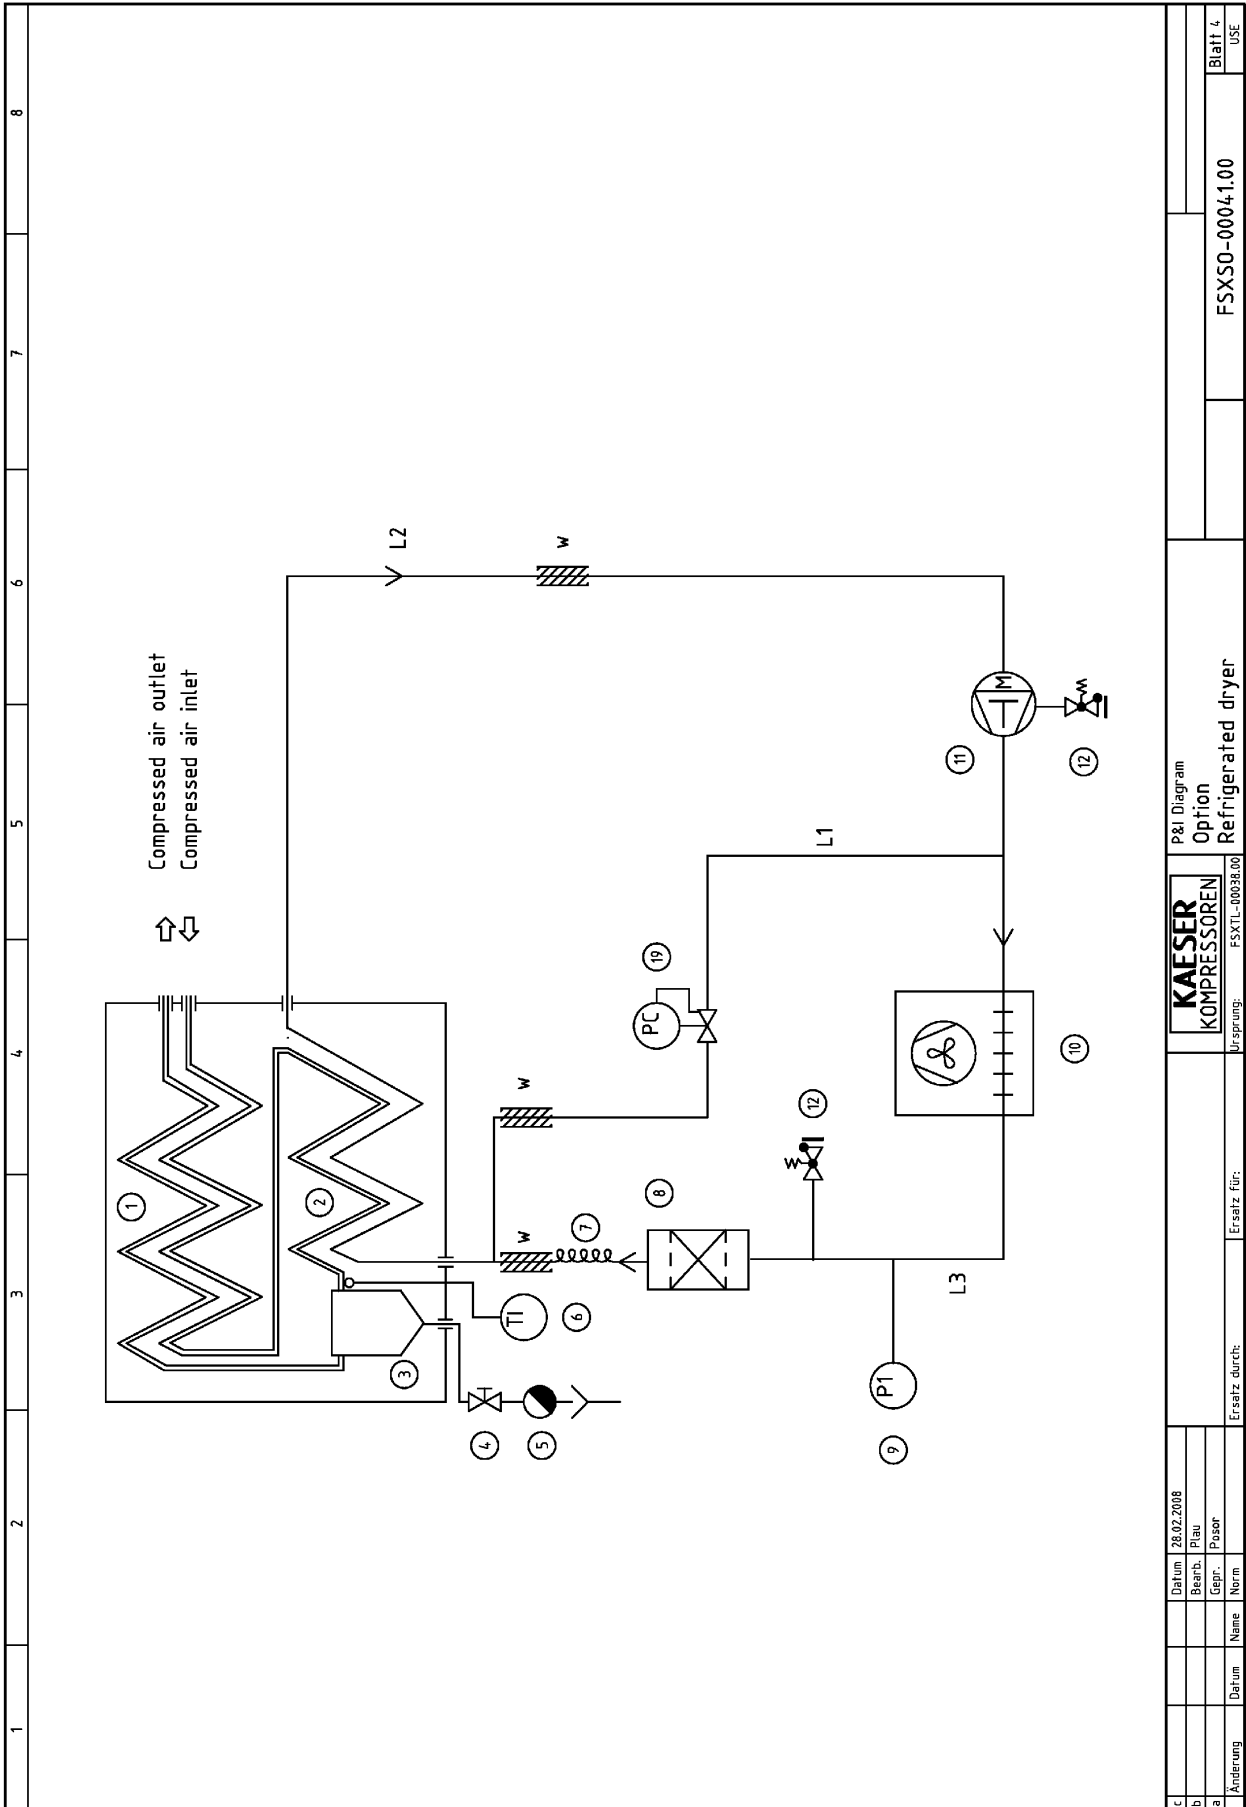 1
2
3
4
5
6
7
8
Compressed air outlet
Compressed air inlet
1
2
3
4
5
TI
6
7
w
w
8
PC
19
L2
w
L1
12
P1
9
L3
10
11
M
12
c
b
a
Änderung
Datum
Name
Datum
28.02.2008
Bearb.
Plau
Gepr.
Posor
Norm
Ersatz durch:
Ersatz für:
KAESER
KOMPRESSOREN
Ursprung:
FSXTL-00038.00
P&I Diagram
Option
Refrigerated dryer
FSXSO-00041.00
Blatt 4
USE